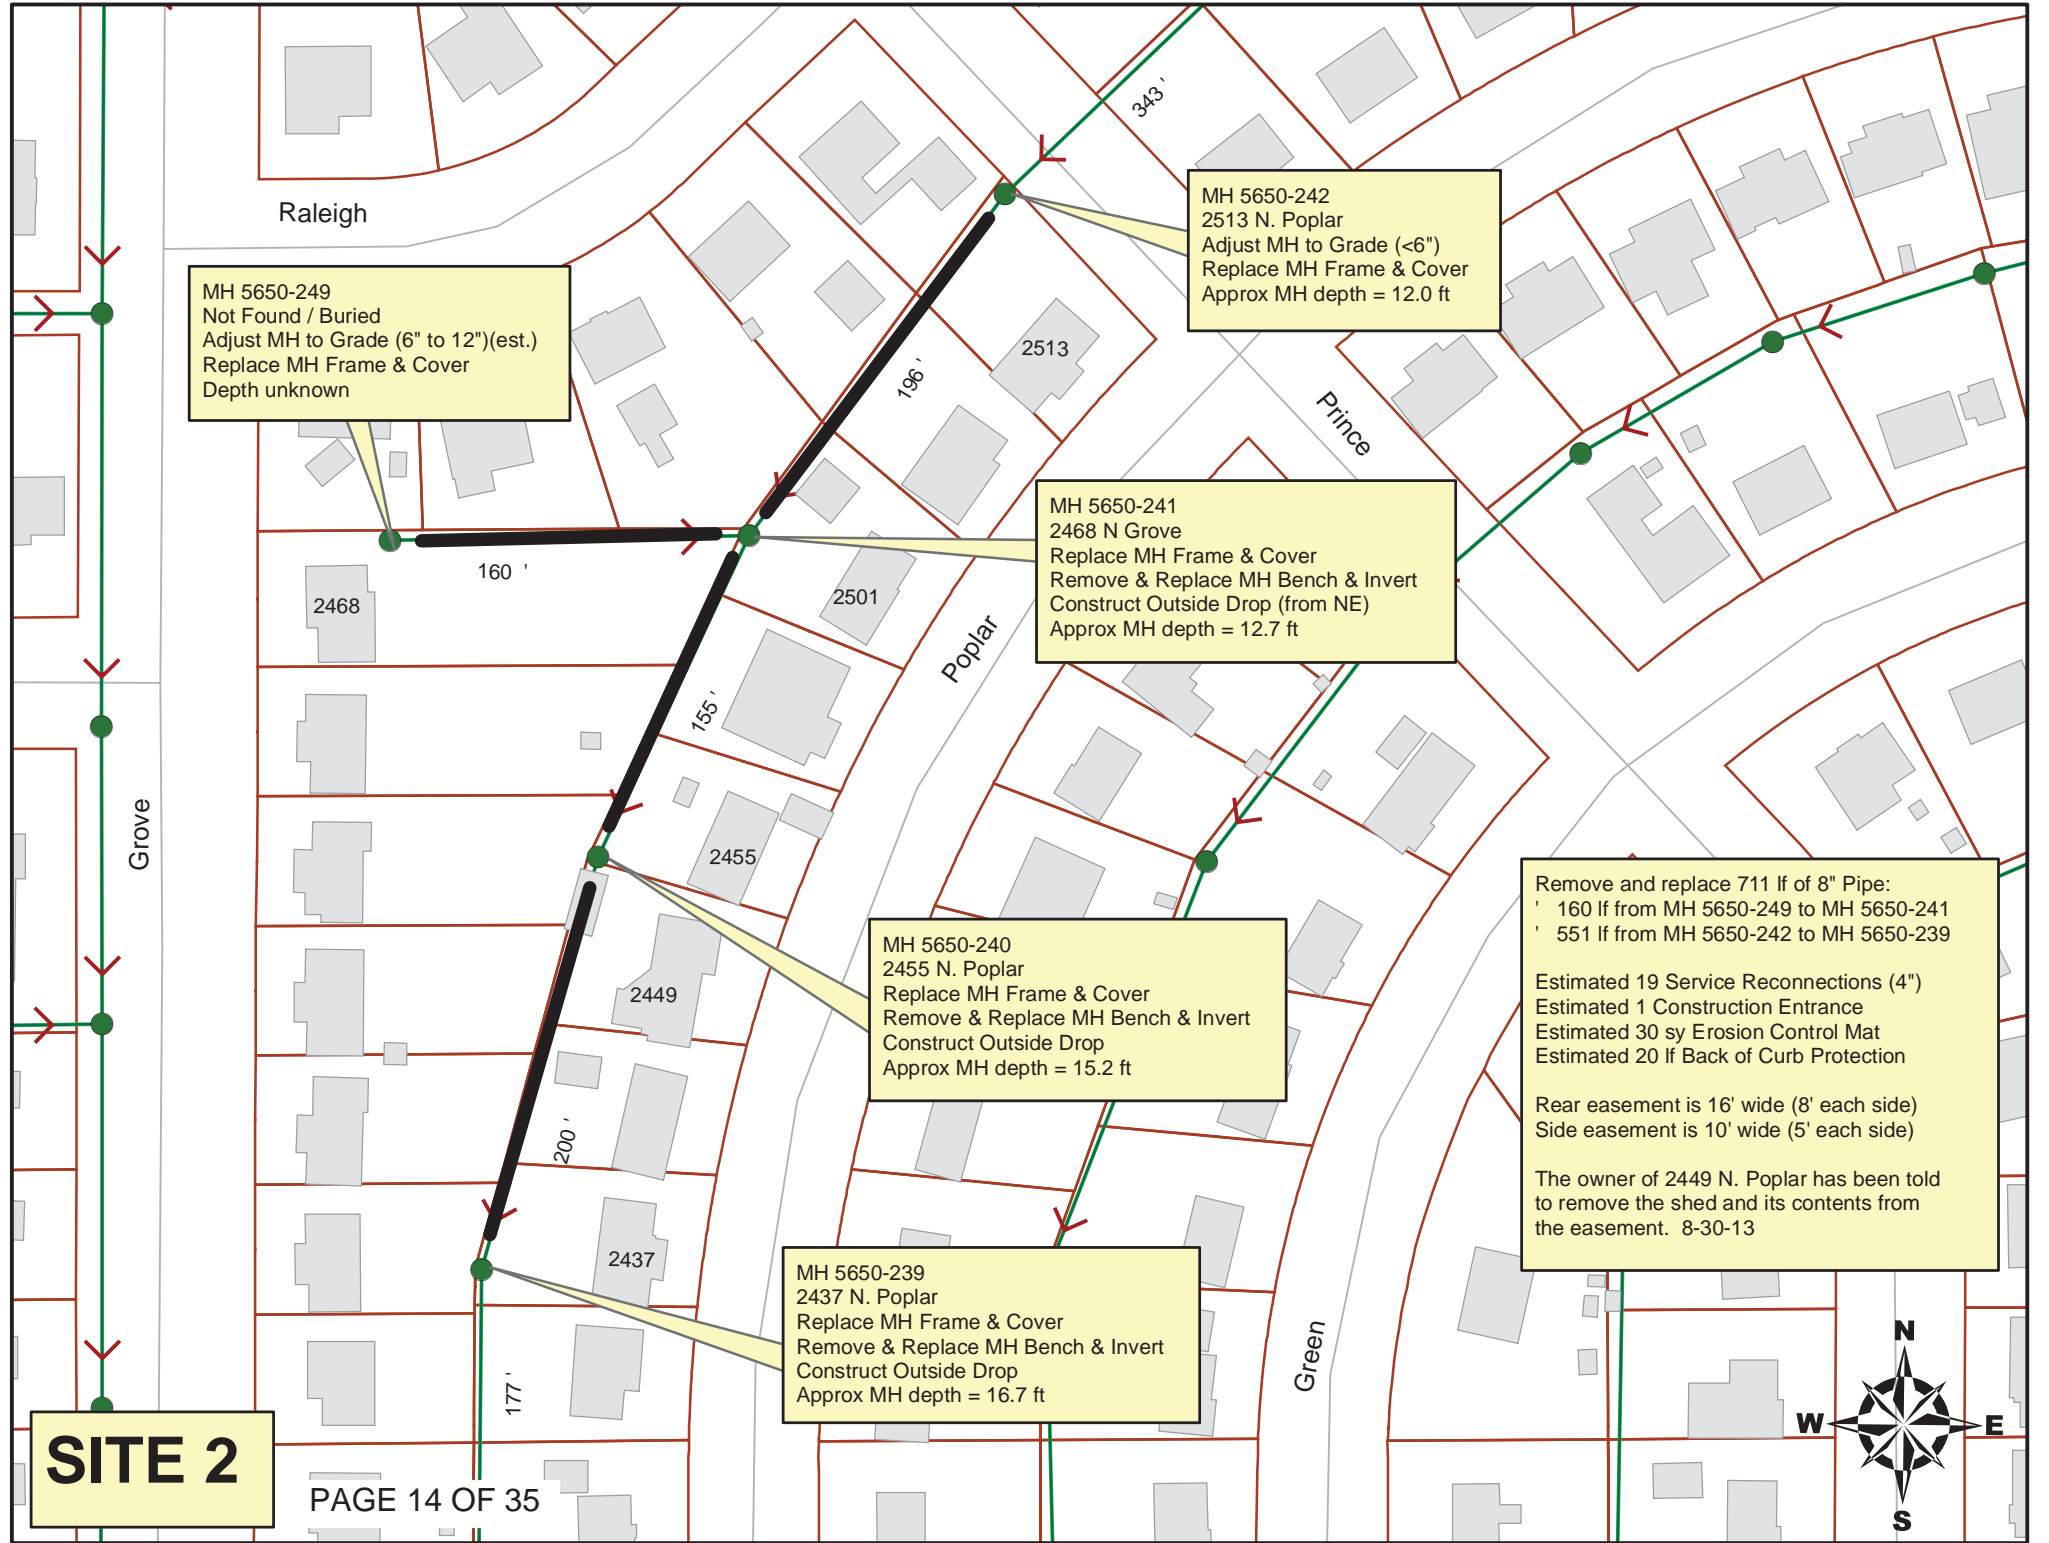 343 '
Raleigh
MH 5650-242
2513 N. Poplar
Adjust MH to Grade (<6")
Replace MH Frame & Cover
Approx MH depth = 12.0 ft
MH 5650-249
Not Found / Buried
Adjust MH to Grade (6" to 12")(est.)
Replace MH Frame & Cover
Depth unknown
2513
196 '
Prince
MH 5650-241
2468 N Grove
Replace MH Frame & Cover
Remove & Replace MH Bench & Invert
Construct Outside Drop (from NE)
Approx MH depth = 12.7 ft
160 '
2468
2501
Poplar
155 '
Grove
2455
MH 5650-240
2455 N. Poplar
Replace MH Frame & Cover
Remove & Replace MH Bench & Invert
Construct Outside Drop
Approx MH depth = 15.2 ft
2449
Remove and replace 711 lf of 8" Pipe:
' 160 lf from MH 5650-249 to MH 5650-241
' 551 lf from MH 5650-242 to MH 5650-239
Estimated 19 Service Reconnections (4")
Estimated 1 Construction Entrance
Estimated 30 sy Erosion Control Mat
Estimated 20 lf Back of Curb Protection
Rear easement is 16' wide (8' each side)
Side easement is 10' wide (5' each side)
The owner of 2449 N. Poplar has been told
to remove the shed and its contents from
the easement. 8-30-13
200 '
2437
MH 5650-239
2437 N. Poplar
Replace MH Frame & Cover
Remove & Replace MH Bench & Invert
Construct Outside Drop
Approx MH depth = 16.7 ft
177 '
Green
N
W
E
S
SITE 2
PAGE 14 OF 35